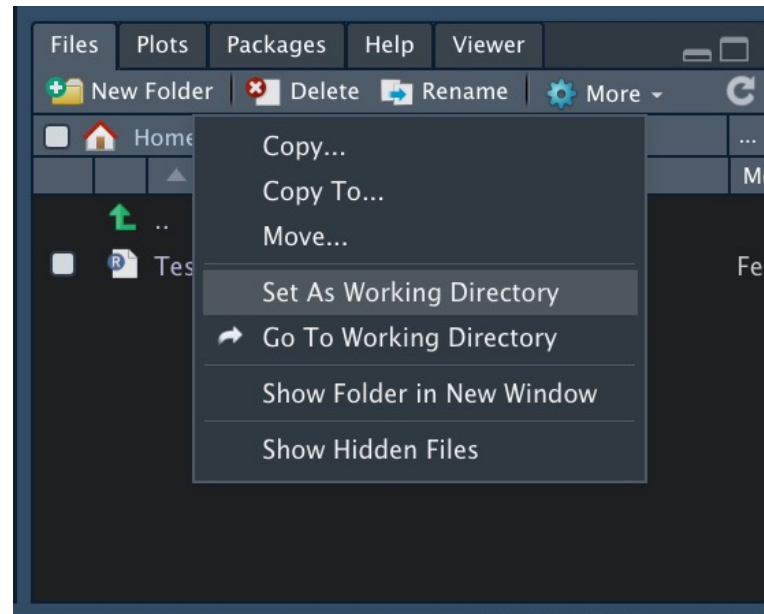 Files Plots Packages Help Viewer
New Folder Delete Rename More
Home ...
Copy...
Copy To...
Move...
..
Set As Working Directory
Go To Working Directory
Show Folder in New Window
Show Hidden Files